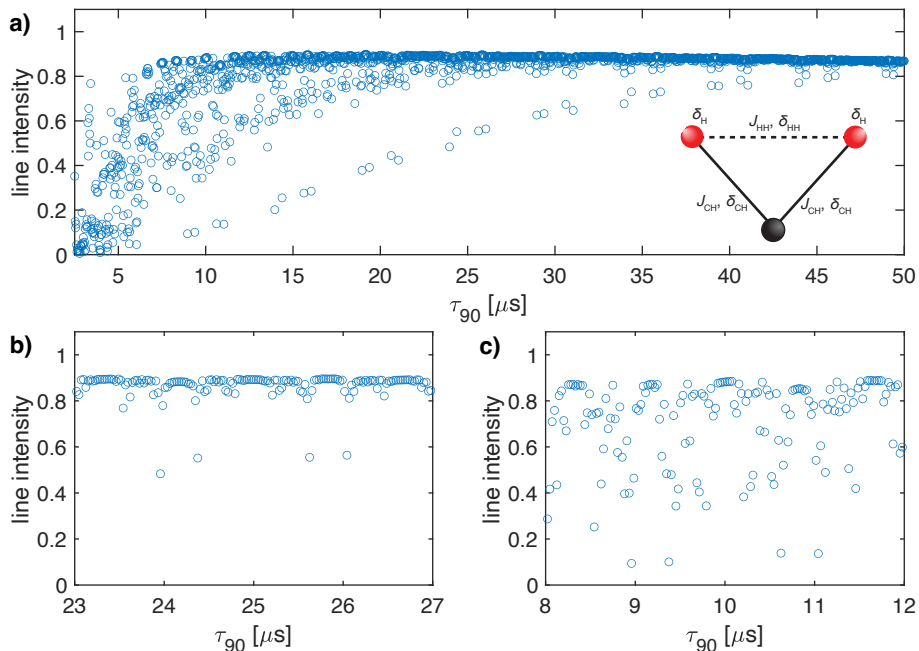 a)
line intensity
1
0.8
0.6
0.4
0.2
0
5
10
15
20
25
30
35
40
45
50
τ90 [μs]
δH
JHH, δHH
δH
JCH, δCH
JCH, δCH
b)
line intensity
1
0.8
0.6
0.4
0.2
0
23
24
25
26
27
τ90 [μs]
c)
line intensity
1
0.8
0.6
0.4
0.2
0
8
9
10
11
12
τ90 [μs]